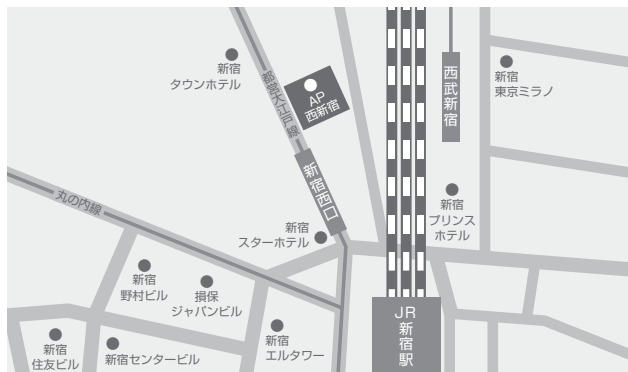 新宿
タウンホテル
都営大江戸線
AP
西新宿
西武新宿
新宿
東京ミラノ
新宿西口
丸の内線
新宿
スターホテル
新宿
プリンス
ホテル
新宿
野村ビル
損保
ジャパンビル
JR
新宿駅
新宿
住友ビル
新宿センタービル
新宿
エルタワー